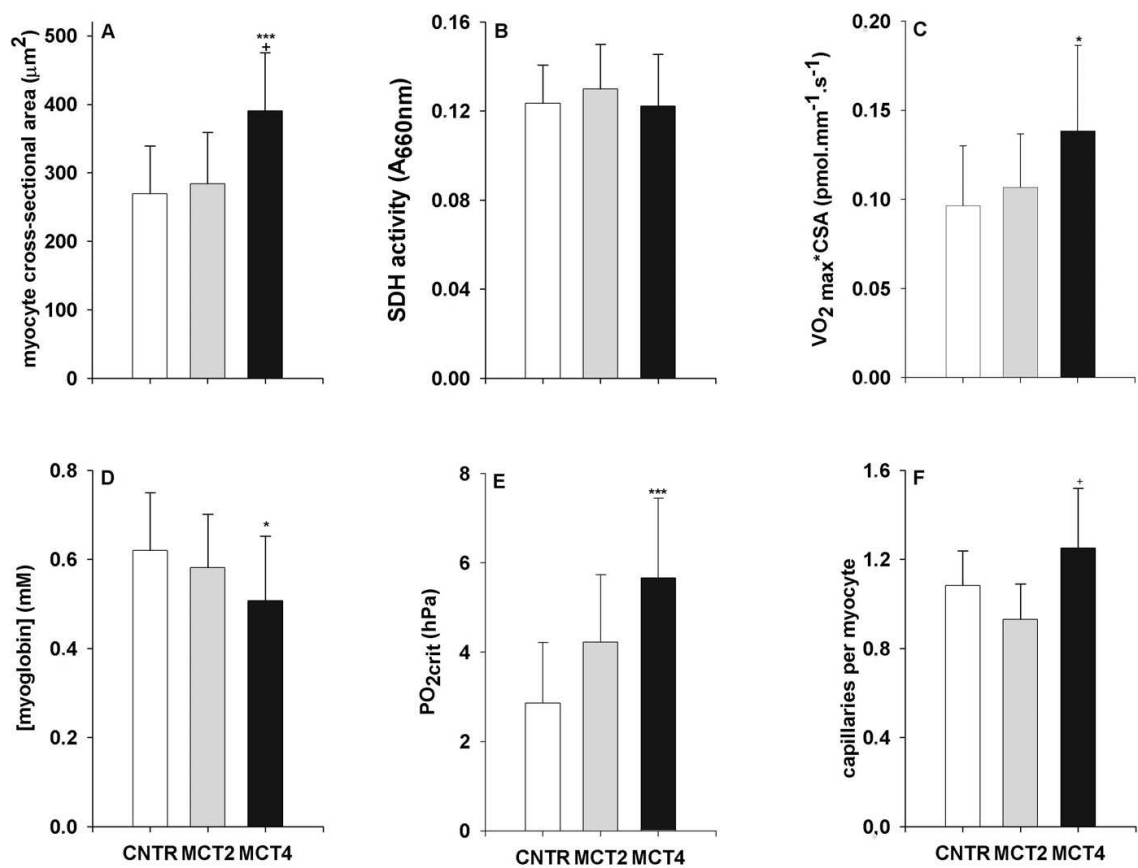 A
myocyte cross-sectional area (μm²)
500
400
300
200
100
0
***
+
B
SDH activity (A660nm)
0.16
0.12
0.08
0.04
0.00
C
VO2 max*CSA (pmol.mm-1.s-1)
0.20
0.15
0.10
0.05
0.00
*
D
[myoglobin] (mM)
0.8
0.6
0.4
0.2
0.0
*
CNTR MCT2 MCT4
E
PO2crit (hPa)
8
6
4
2
0
***
CNTR MCT2 MCT4
F
capillaries per myocyte
1.6
1.2
0.8
0.4
0.0
+
CNTR MCT2 MCT4